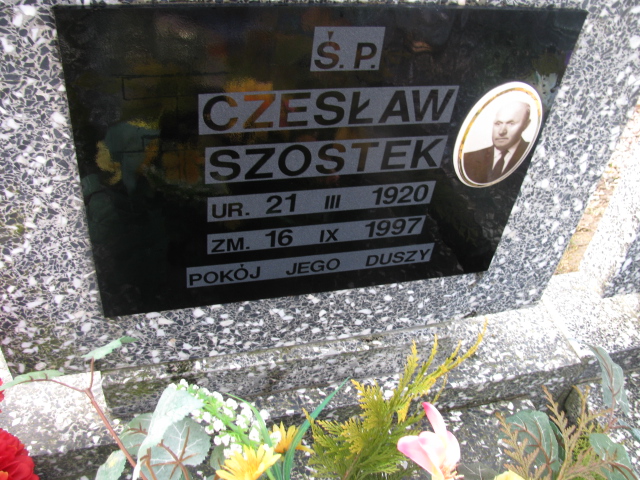 Ś. P.
CZESŁAW
SZOSTEK
UR. 21 III 1920
ZM. 16 IX 1997
POKÓJ JEGO DUSZY